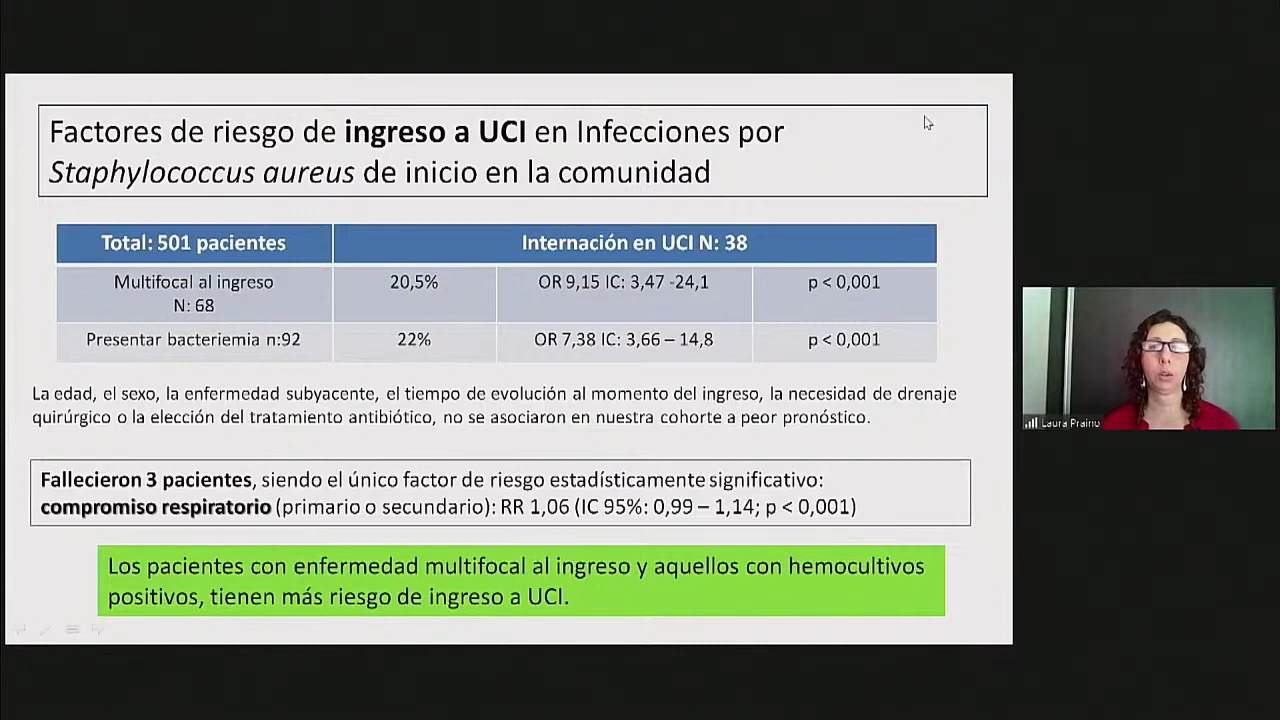 Factores de riesgo de ingreso a UCI en Infecciones por
Staphylococcus aureus de inicio en la comunidad
Total: 501 pacientes Internación en UCI N: 38
Multifocal al ingreso
N: 68
20,5% OR 9,15 IC: 3,47 -24,1 p < 0,001
Presentar bacteriemia n:92 22% OR 7,38 IC: 3,66 – 14,8 p < 0,001
La edad, el sexo, la enfermedad subyacente, el tiempo de evolución al momento del ingreso, la necesidad de drenaje
quirúrgico o la elección del tratamiento antibiótico, no se asociaron en nuestra cohorte a peor pronóstico.
Fallecieron 3 pacientes, siendo el único factor de riesgo estadísticamente significativo:
compromiso respiratorio (primario o secundario): RR 1,06 (IC 95%: 0,99 – 1,14; p < 0,001)
Los pacientes con enfermedad multifocal al ingreso y aquellos con hemocultivos
positivos, tienen más riesgo de ingreso a UCI.
Laura Praino